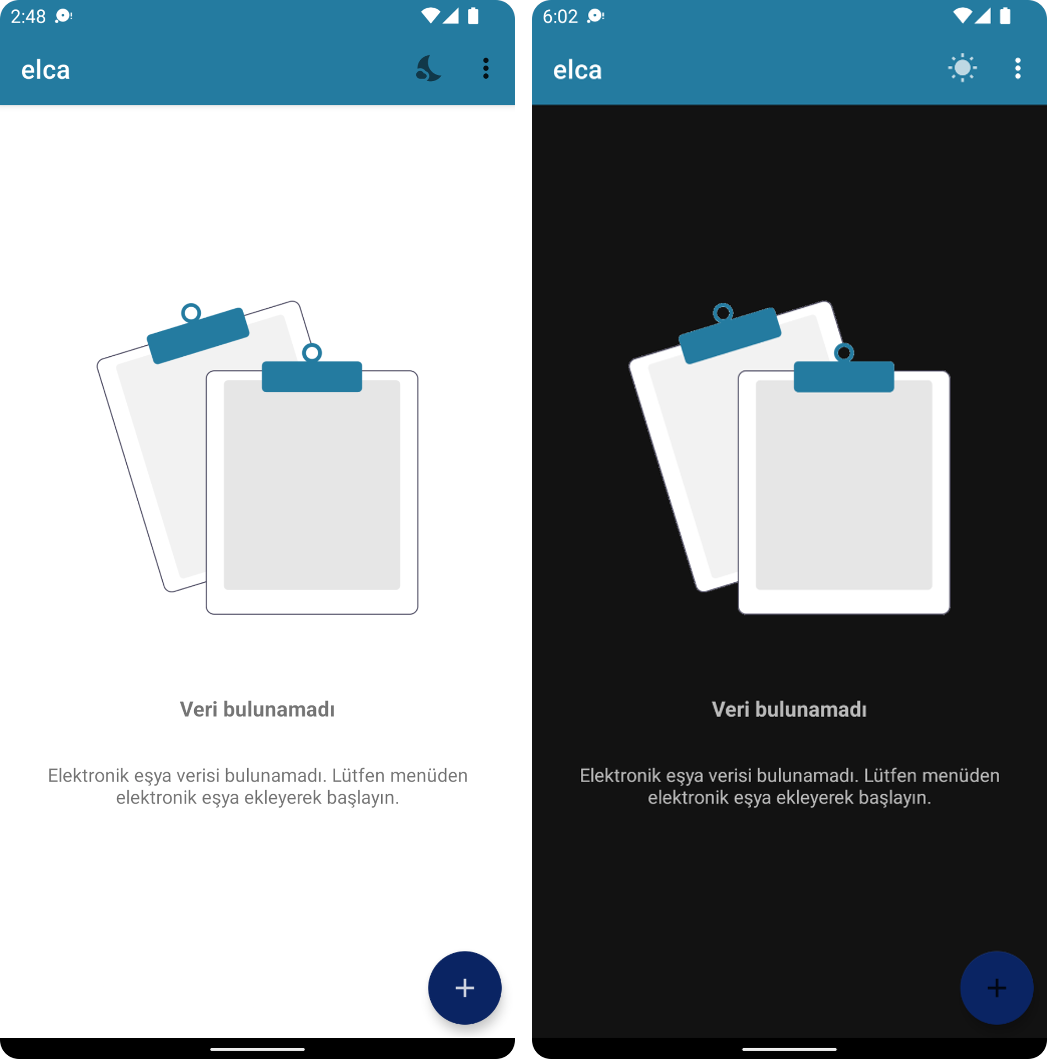 2:48
elca
Veri bulunamadı
Elektronik eşya verisi bulunamadı. Lütfen menüden
elektronik eşya ekleyerek başlayın.
6:02
elca
Veri bulunamadı
Elektronik eşya verisi bulunamadı. Lütfen menüden
elektronik eşya ekleyerek başlayın.